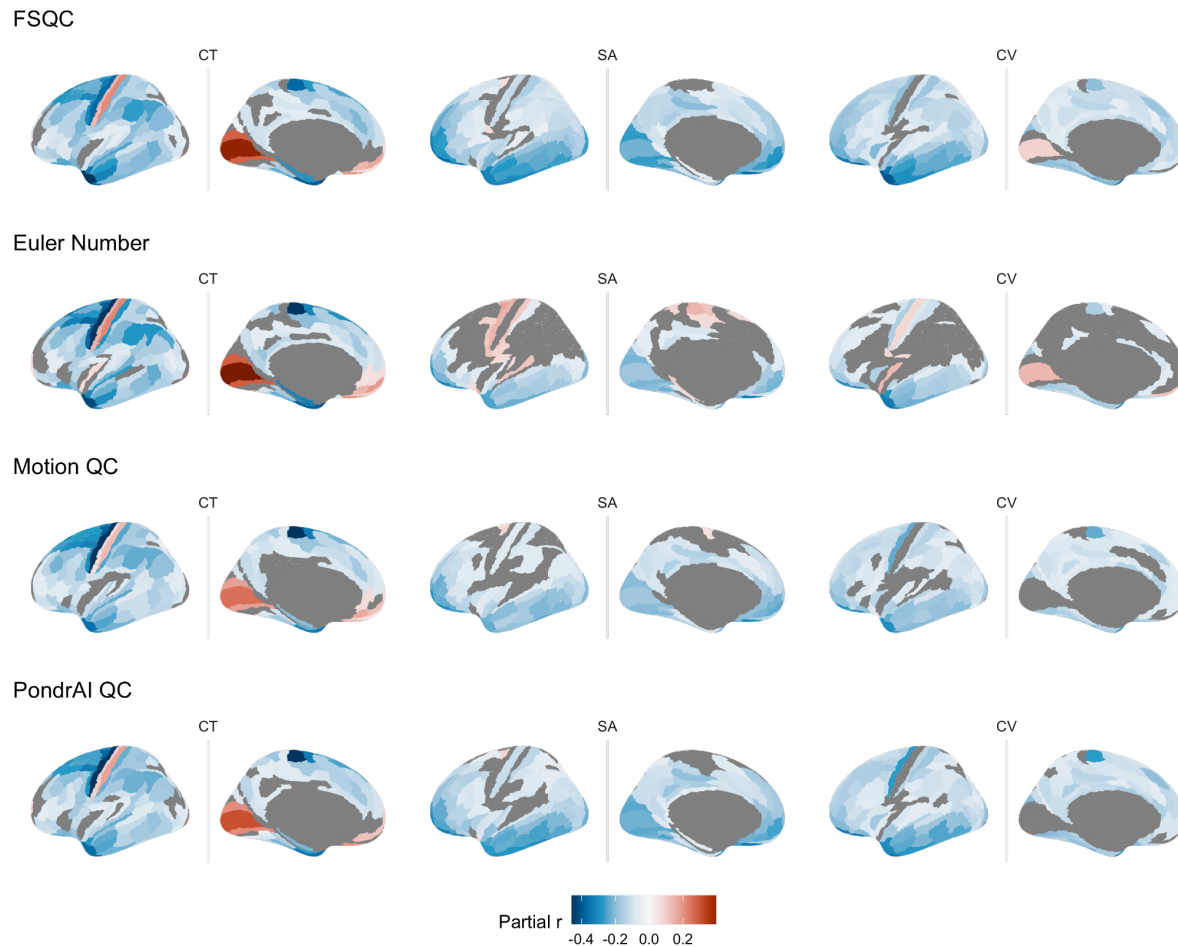 FSQC
CT SA CV
Euler Number
CT SA CV
Motion QC
CT SA CV
PondrAI QC
CT SA CV
Partial r
-0.4 -0.2 0.0 0.2